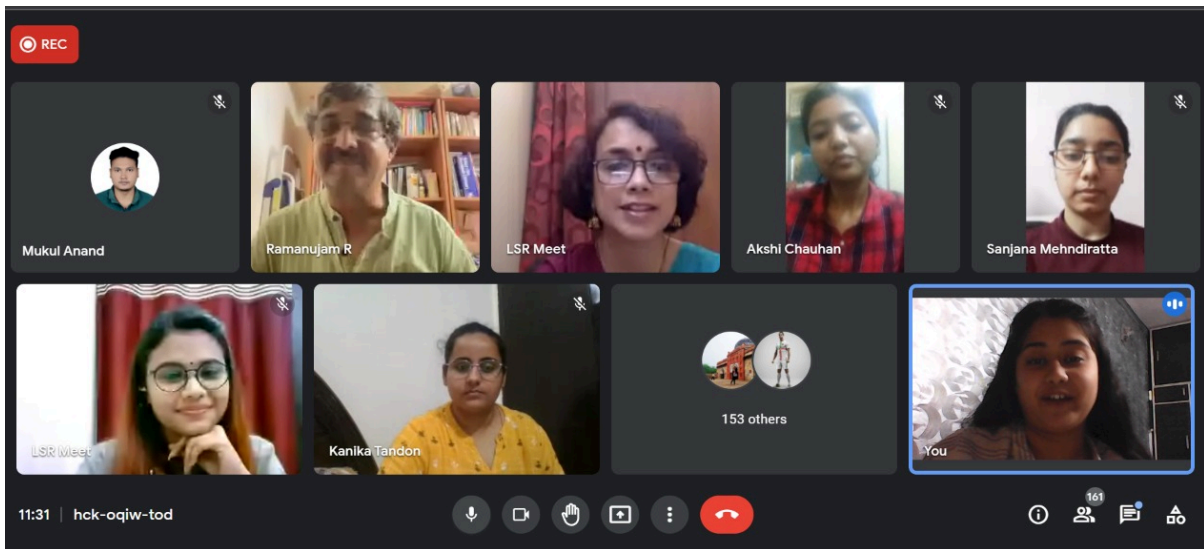 REC
Mukul Anand
Ramanujam R
LSR Meet
Akshi Chauhan
Sanjana Mehndiratta
LSR Meet
Kanika Tandon
153 others
You
11:31 | hck-oqiw-tod
161